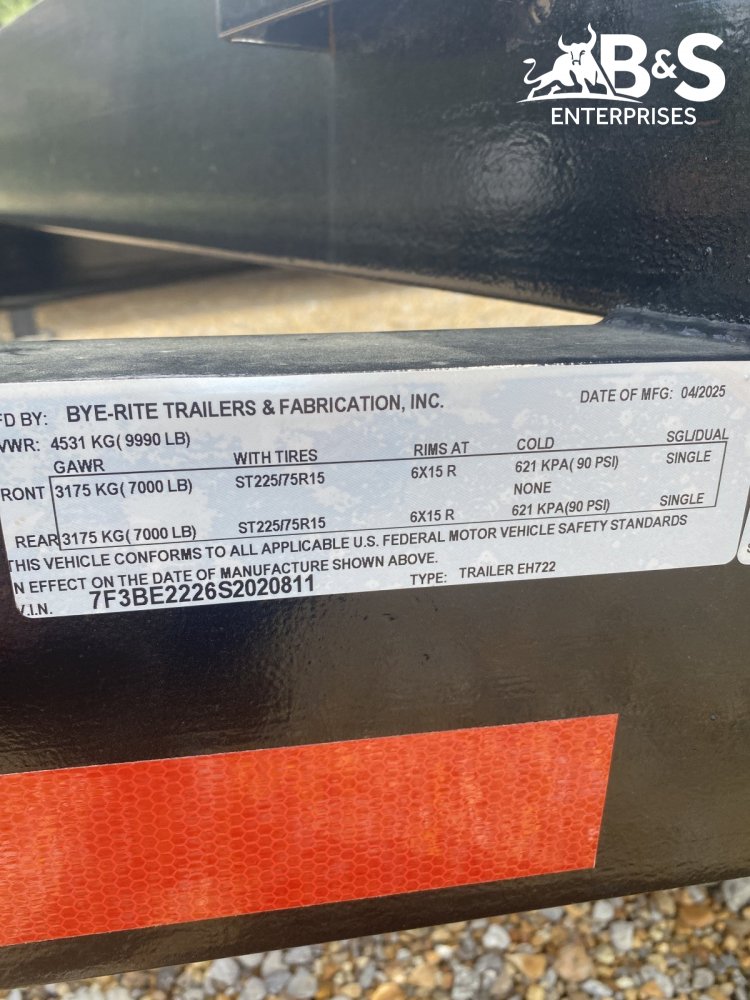 B&S
ENTERPRISES
FD BY: BYE-RITE TRAILERS & FABRICATION, INC. DATE OF MFG: 04/2025
VWR: 4531 KG( 9990 LB)
GAWR WITH TIRES RIMS AT COLD SGL/DUAL
RONT 3175 KG( 7000 LB) ST225/75R15 6X15 R 621 KPA( 90 PSI) SINGLE
NONE
REAR 3175 KG( 7000 LB) ST225/75R15 6X15 R 621 KPA(90 PSI) SINGLE
THIS VEHICLE CONFORMS TO ALL APPLICABLE U.S. FEDERAL MOTOR VEHICLE SAFETY STANDARDS
N EFFECT ON THE DATE OF MANUFACTURE SHOWN ABOVE.
V.I.N. 7F3BE2226S2020811 TYPE: TRAILER EH722